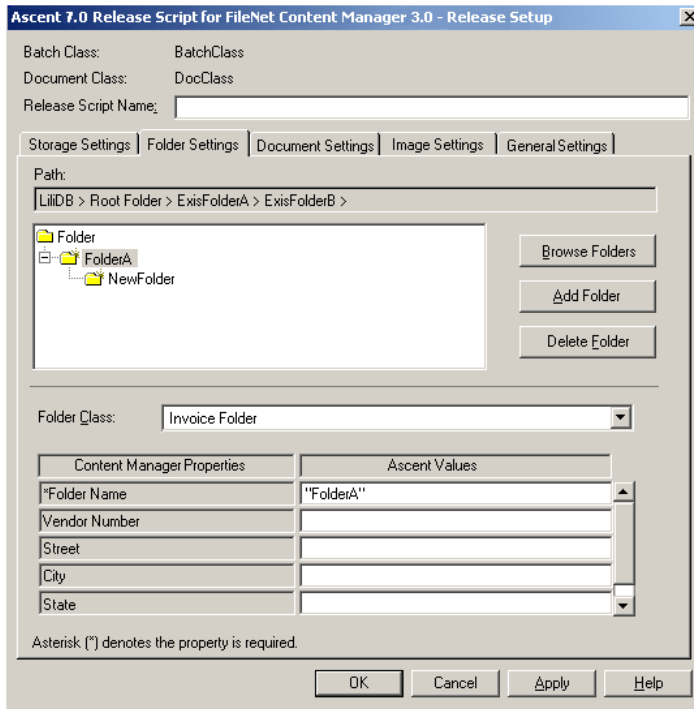 Ascent 7.0 Release Script for FileNet Content Manager 3.0 - Release Setup
Batch Class: BatchClass
Document Class: DocClass
Release Script Name:
Storage Settings Folder Settings Document Settings Image Settings General Settings
Path:
LiliDB > Root Folder > ExisFolderA > ExisFolderB >
Folder
FolderA
NewFolder
Browse Folders
Add Folder
Delete Folder
Folder Class: Invoice Folder
Content Manager Properties Ascent Values
*Folder Name "FolderA"
Vendor Number
Street
City
State
Asterisk (*) denotes the property is required.
OK Cancel Apply Help